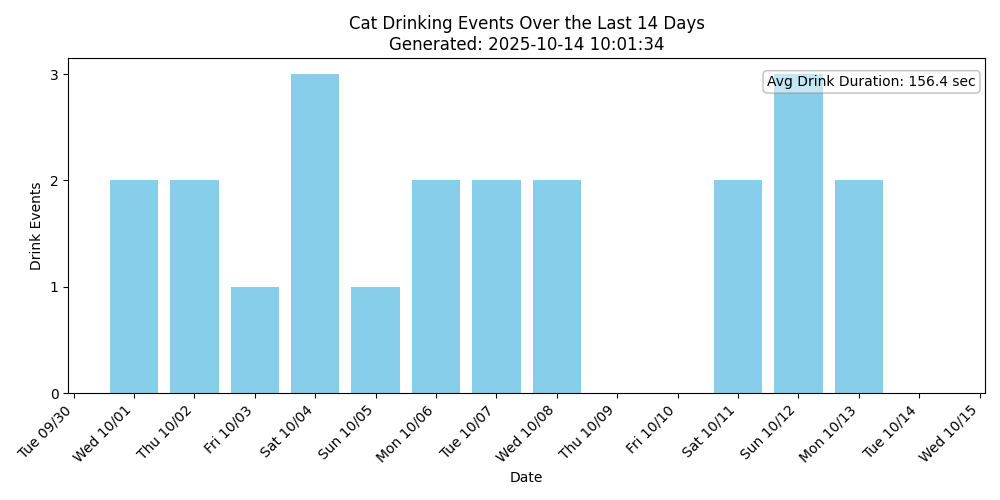 Cat Drinking Events Over the Last 14 Days
Generated: 2025-10-14 10:01:34
Avg Drink Duration: 156.4 sec
Drink Events
3
2
1
0
Tue 09/30
Wed 10/01
Thu 10/02
Fri 10/03
Sat 10/04
Sun 10/05
Mon 10/06
Tue 10/07
Wed 10/08
Thu 10/09
Fri 10/10
Sat 10/11
Sun 10/12
Mon 10/13
Tue 10/14
Wed 10/15
Date